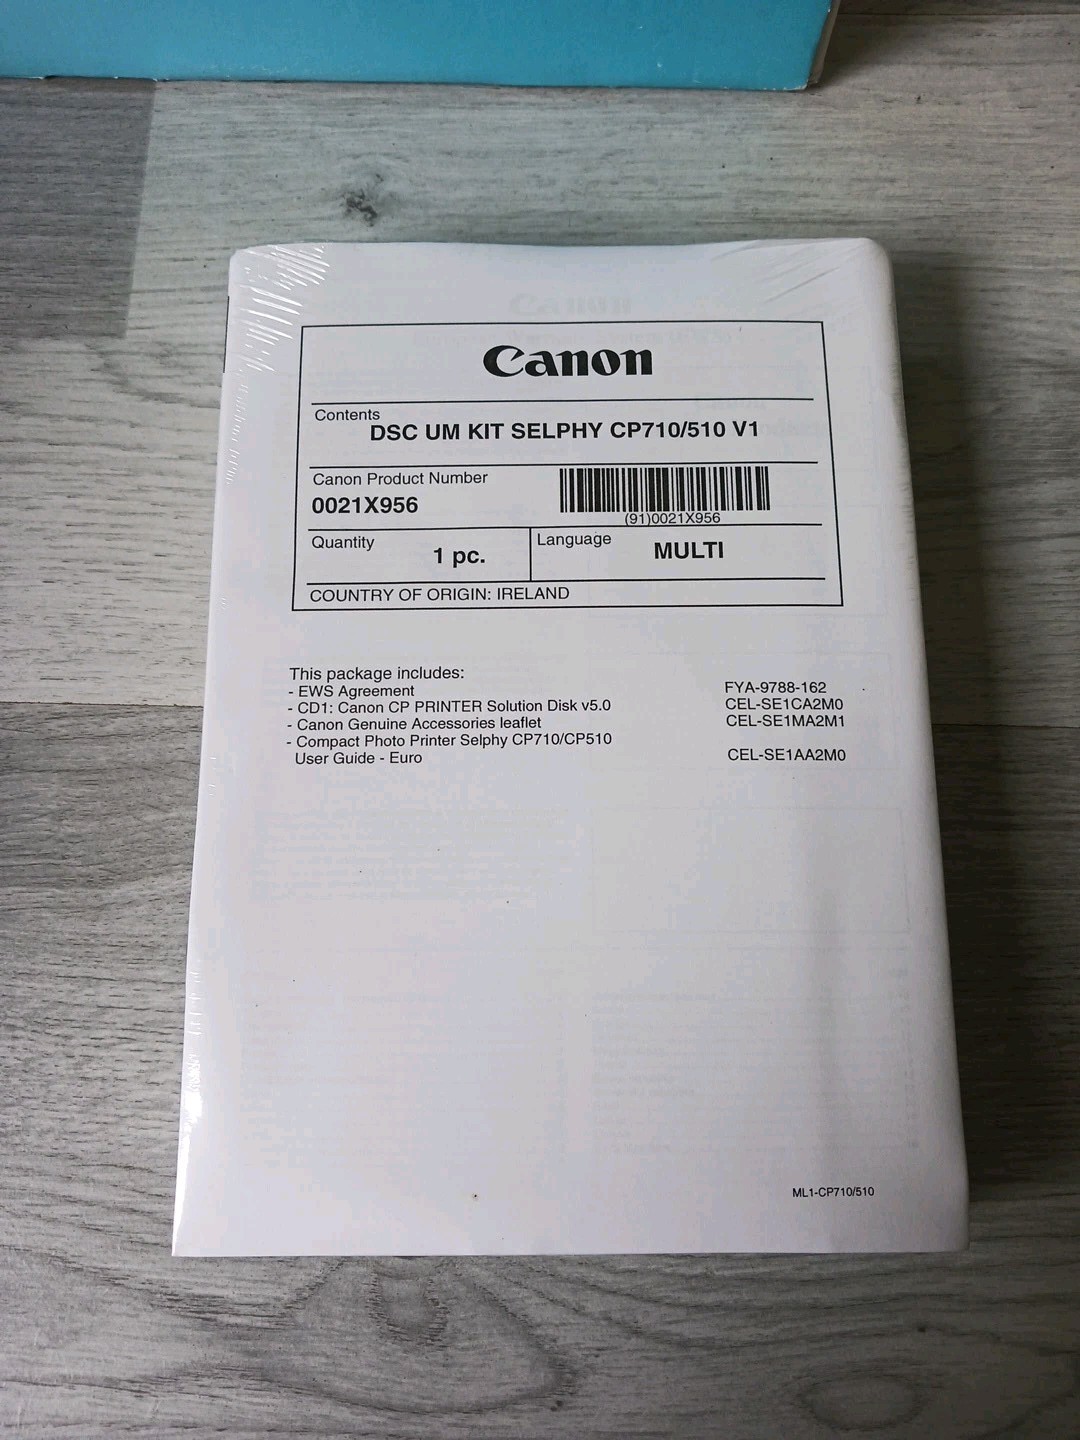 Canon
Contents
DSC UM KIT SELPHY CP710/510 V1
Canon Product Number
0021X956
(91)0021X956
Quantity
1 pc.
Language
MULTI
COUNTRY OF ORIGIN: IRELAND
This package includes:
- EWS Agreement FYA-9788-162
- CD1: Canon CP PRINTER Solution Disk v5.0 CEL-SE1CA2M0
- Canon Genuine Accessories leaflet CEL-SE1MA2M1
- Compact Photo Printer Selphy CP710/CP510
User Guide - Euro CEL-SE1AA2M0
ML1-CP710/510